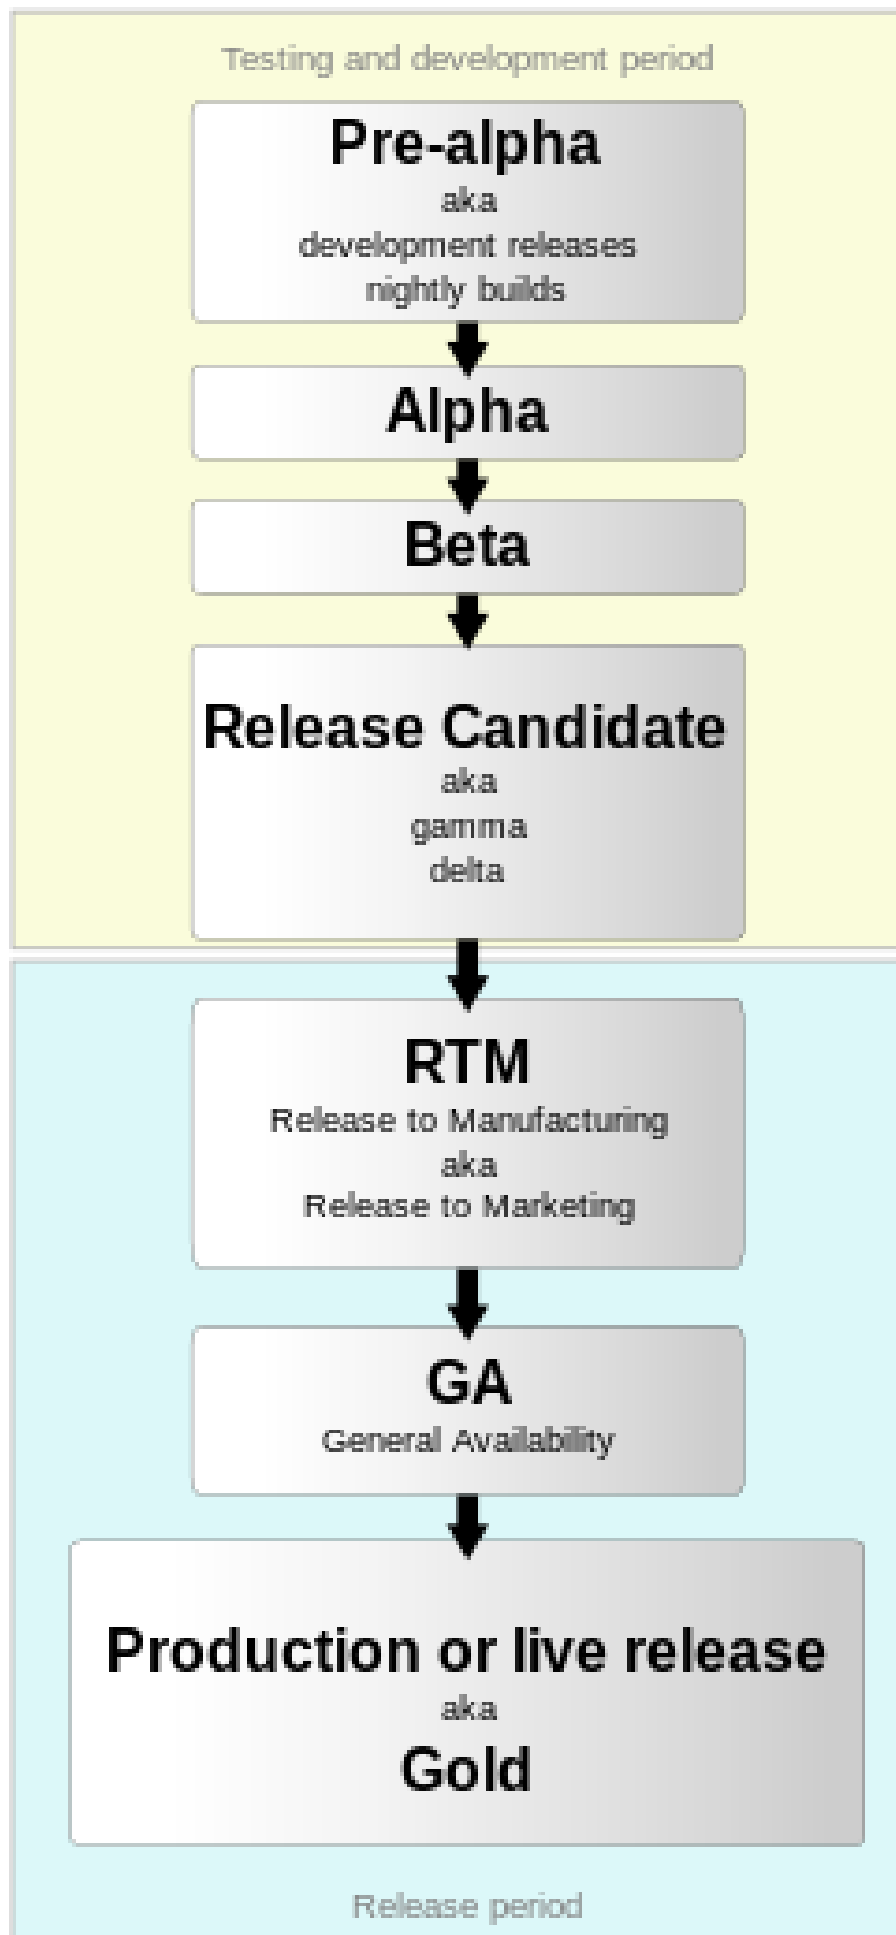 Testing and development period
Pre-alpha
aka
development releases
nightly builds
Alpha
Beta
Release Candidate
aka
gamma
delta
RTM
Release to Manufacturing
aka
Release to Marketing
GA
General Availability
Production or live release
aka
Gold
Release period